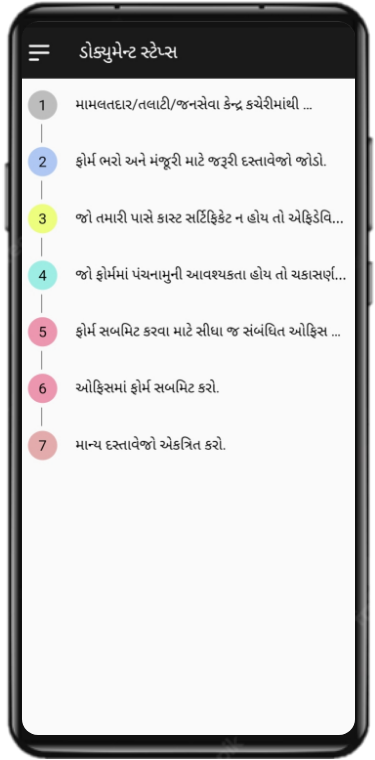 ડોક્યુમેન્ટ સ્ટેપ્સ
1 મામલતદાર/તલાટી/જનસેવા કેન્દ્ર કચેરીમાંથી ...
2 ફોર્મ ભરો અને મંજૂરી માટે જરૂરી દસ્તાવેજો જોડો.
3 જો તમારી પાસે કાસ્ટ સર્ટિફિકેટ ન હોય તો એફિડેવિ...
4 જો ફોર્મમાં પંચનામુની આવશ્યકતા હોય તો ચકાસર્ણ...
5 ફોર્મ સબમિટ કરવા માટે સીધા જ સંબંધિત ઓફિસ ...
6 ઓફિસમાં ફોર્મ સબમિટ કરો.
7 માન્ય દસ્તાવેજો એકત્રિત કરો.